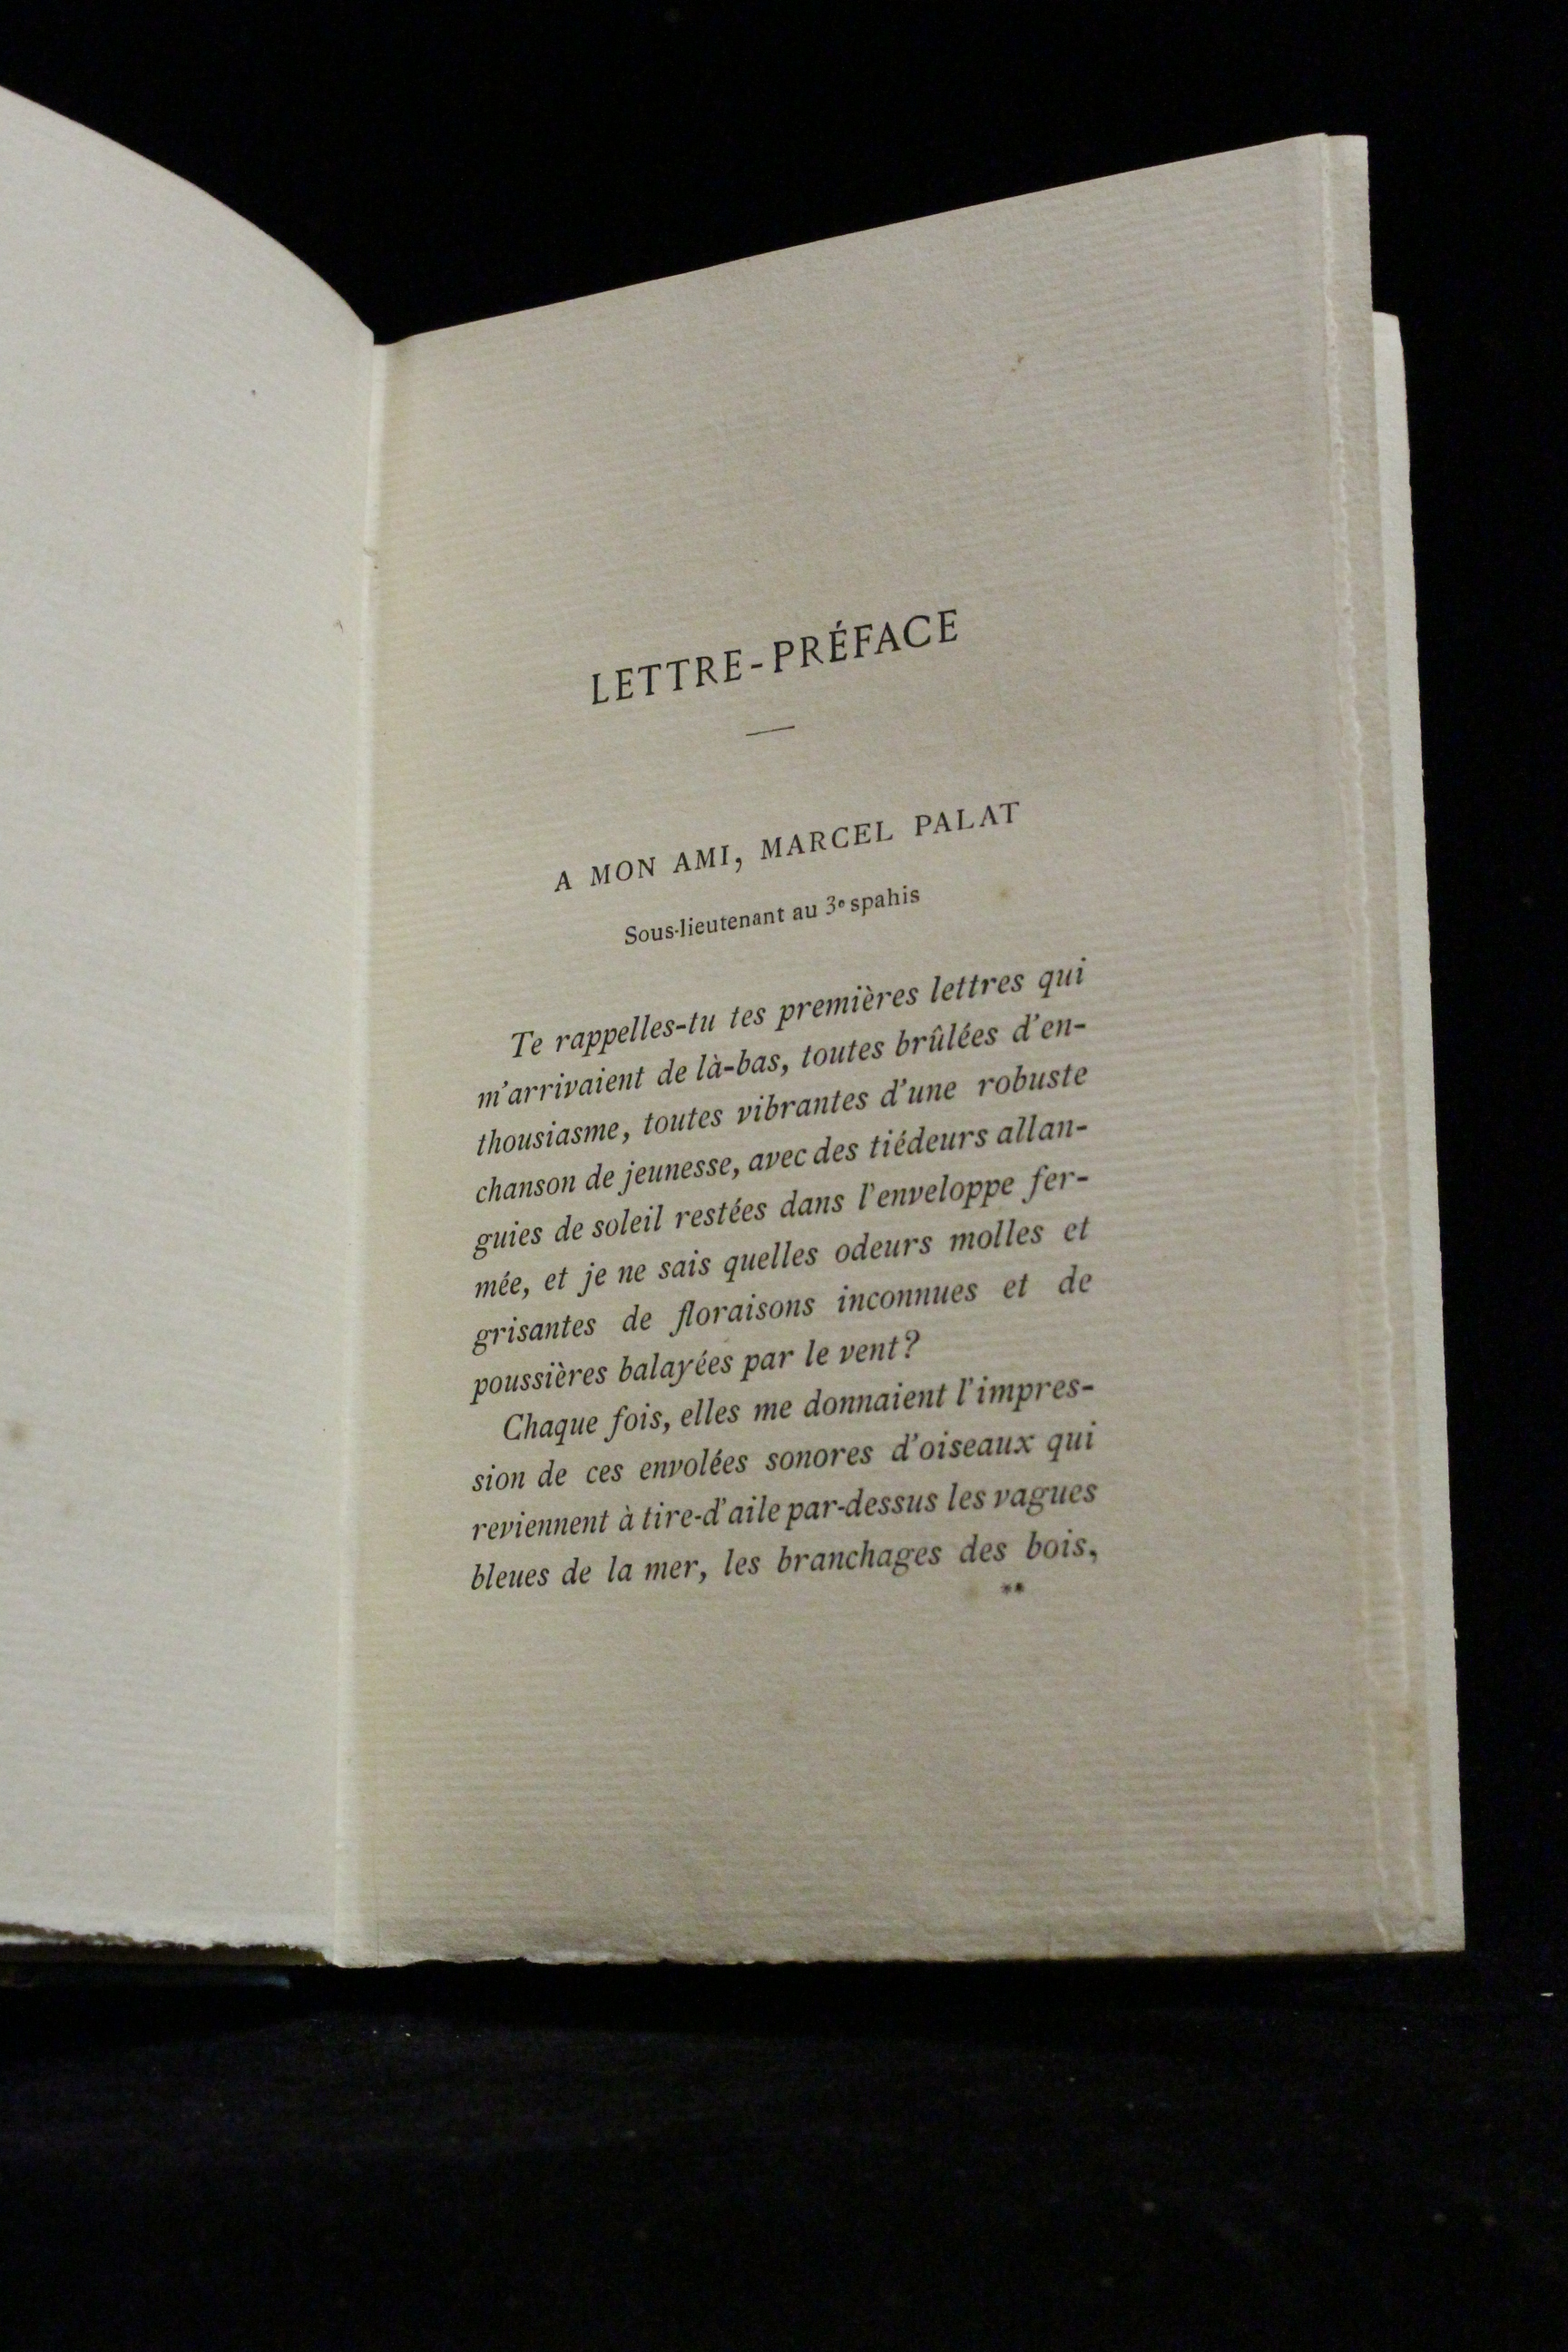 LETTRE-PRÉFACE
A MON AMI, MARCEL PALAT
Sous-lieutenant au 3e spahis
Te rappelles-tu tes premières lettres qui
m'arrivaient de là-bas, toutes brûlées d'en-
thousiasme, toutes vibrantes d'une robuste
chanson de jeunesse, avec des tiédeurs allan-
guies de soleil restées dans l'enveloppe fer-
mée, et je ne sais quelles odeurs molles et
grisantes de floraisons inconnues et de
poussières balayées par le vent?
Chaque fois, elles me donnaient l'impres-
sion de ces envolées sonores d'oiseaux qui
reviennent à tire-d'aile par-dessus les vagues
bleues de la mer, les branchages des bois,
**